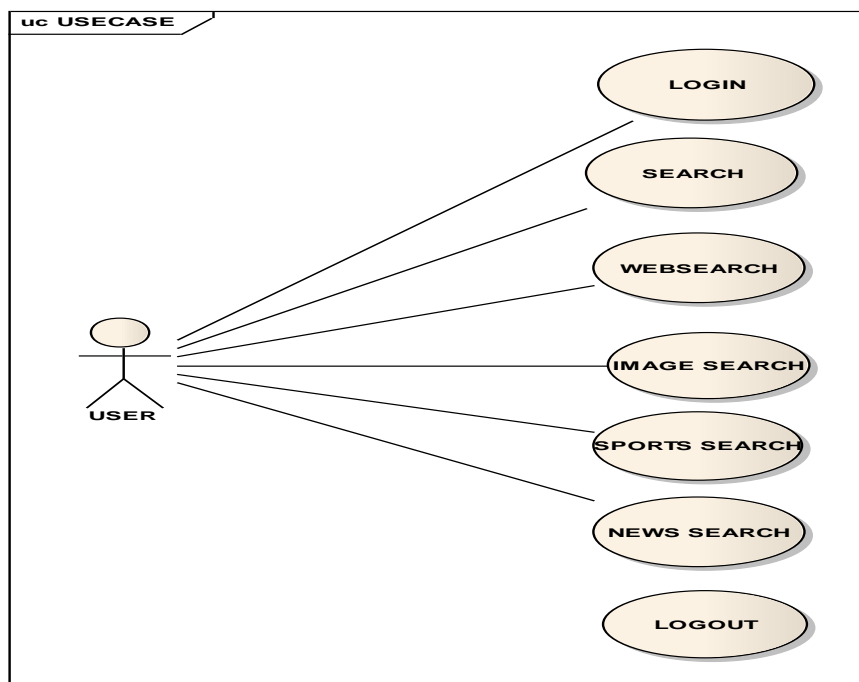 uc USECASE
LOGIN
SEARCH
WEBSEARCH
IMAGE SEARCH
SPORTS SEARCH
USER
NEWS SEARCH
LOGOUT